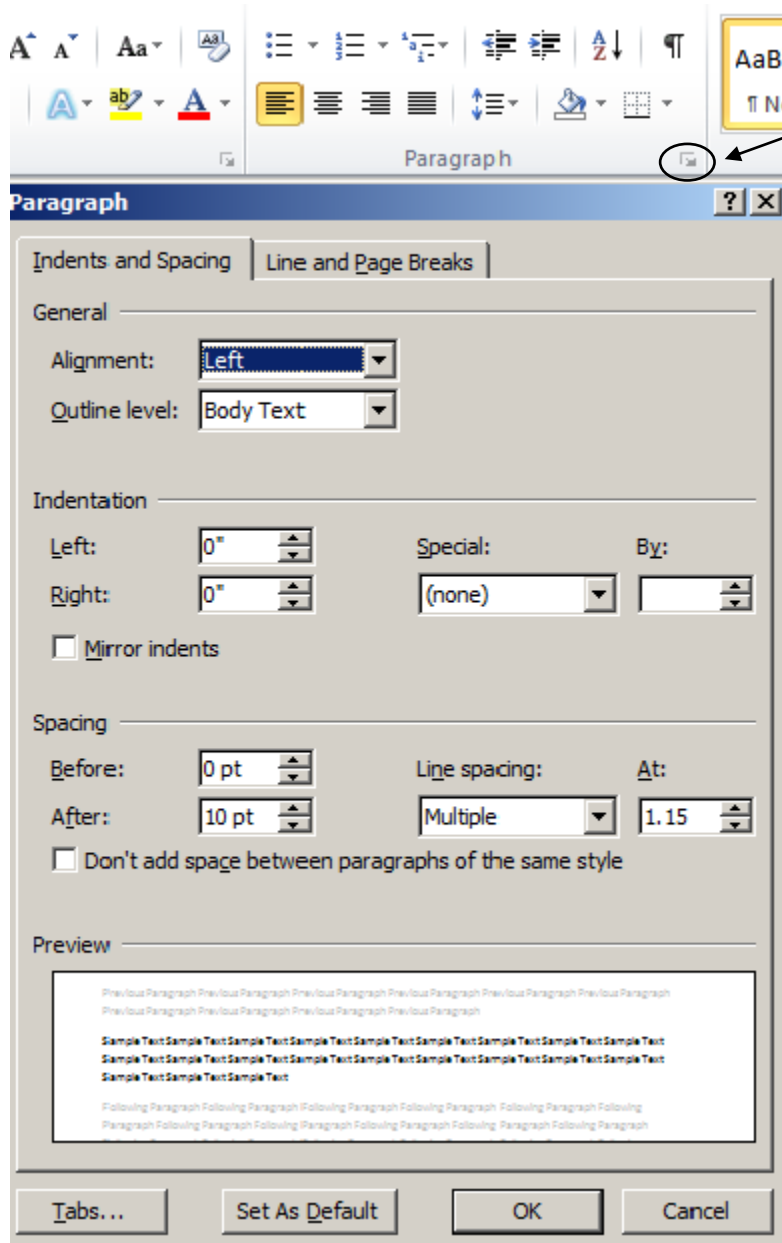 A A Aa A
AaB
ab A ¶ N
Paragraph
Paragraph
Indents and Spacing Line and Page Breaks
General
Alignment: Left
Outline level: Body Text
Indentation
Left: 0" Special: By:
Right: 0" (none)
Mirror indents
Spacing
Before: 0 pt Line spacing: At:
After: 10 pt Multiple 1.15
Don't add space between paragraphs of the same style
Preview
Previous Paragraph Previous Paragraph Previous Paragraph Previous Paragraph Previous Paragraph Previous Paragraph
Previous Paragraph Previous Paragraph Previous Paragraph Previous Paragraph
Sample Text Sample Text Sample Text Sample Text Sample Text Sample Text Sample Text Sample Text Sample Text
Sample Text Sample Text Sample Text Sample Text Sample Text Sample Text Sample Text Sample Text Sample Text
Sample Text Sample Text Sample Text
Following Paragraph Following Paragraph Following Paragraph Following Paragraph Following Paragraph Following
Paragraph Following Paragraph Following Paragraph Following Paragraph Following Paragraph Following Paragraph
Tabs... Set As Default OK Cancel